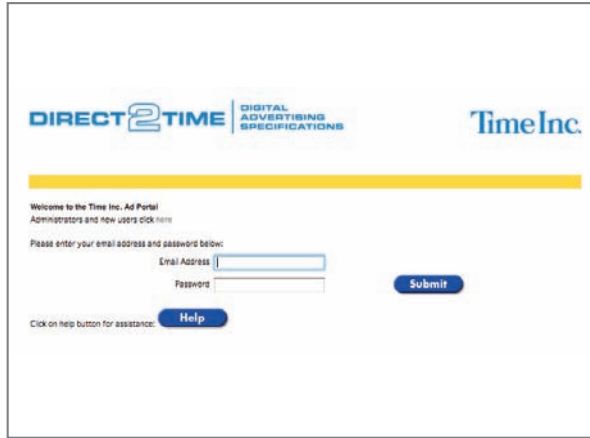 DIRECT2TIME
DIGITAL
ADVERTISING
SPECIFICATIONS
Time Inc.
Welcome to the Time Inc. Ad Portal
Administrators and new users click here
Please enter your email address and password below:
Email Address
Password
Submit
Click on help button for assistance:
Help